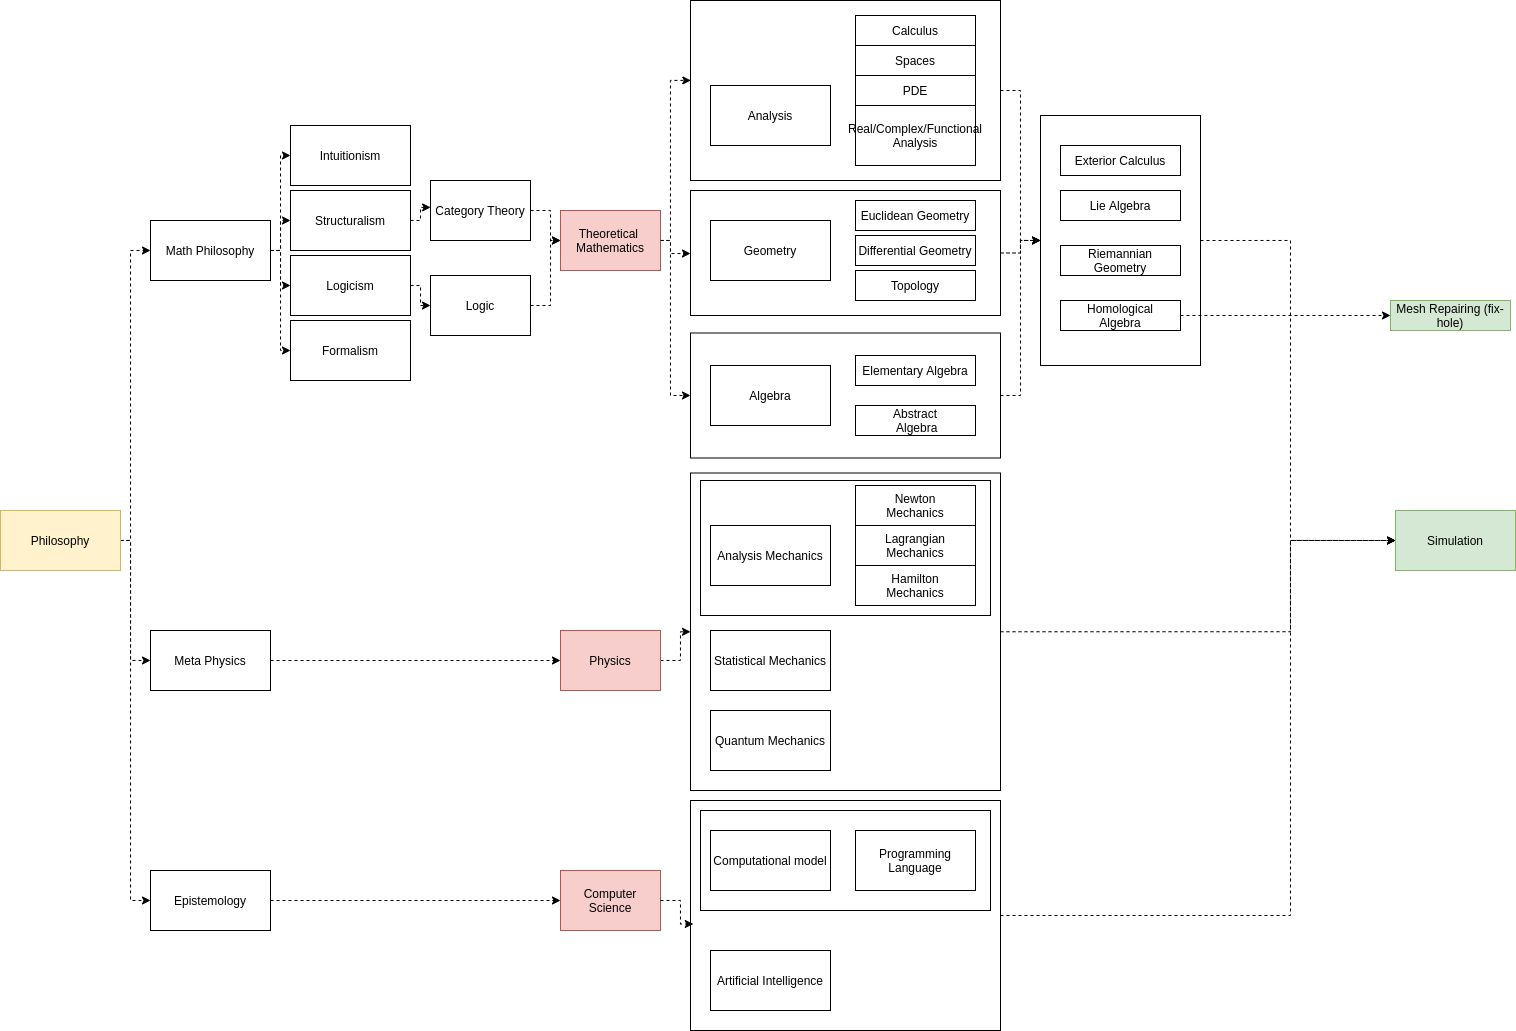 Calculus
Spaces
PDE
Analysis
Real/Complex/Functional
Analysis
Intuitionism
Exterior Calculus
Structuralism
Category Theory
Lie Algebra
Math Philosophy
Theoretical
Mathematics
Geometry
Euclidean Geometry
Differential Geometry
Topology
Riemannian
Geometry
Logicism
Logic
Homological
Algebra
Mesh Repairing (fix-
hole)
Formalism
Algebra
Elementary Algebra
Abstract
Algebra
Philosophy
Analysis Mechanics
Newton
Mechanics
Lagrangian
Mechanics
Hamilton
Mechanics
Simulation
Meta Physics
Physics
Statistical Mechanics
Quantum Mechanics
Computational model
Programming
Language
Epistemology
Computer
Science
Artificial Intelligence